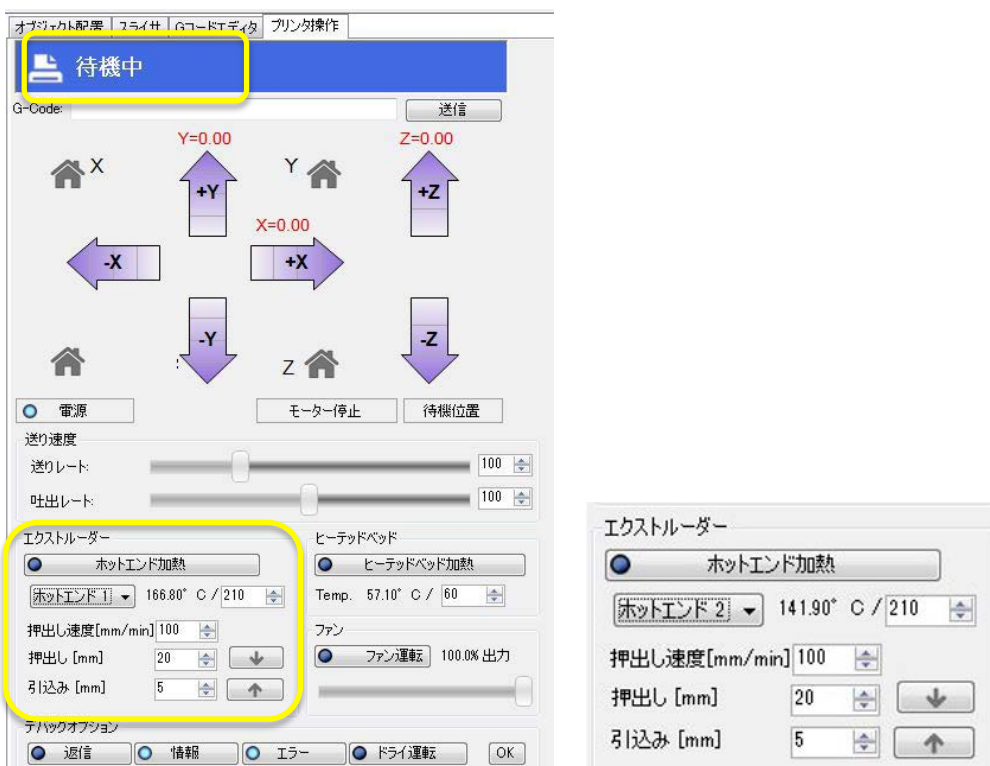 オブジェクト配置 スライサ Gコードエディタ プリンタ操作
待機中
G-Code: 送信
Y=0.00 Z=0.00
X +Y Y +Z
X=0.00
-X +X
-Y -Z
Z
電源 モーター停止 待機位置
送り速度
送りレート: 100
吐出レート: 100
エクストルーダー ヒーテッドベッド
ホットエンド加熱 ヒーテッドベッド加熱
ホットエンド 1 166.80° C / 210 Temp. 57.10° C / 60
押出し速度[mm/min] 100 ファン
押出し [mm] 20 ファン運転 100.0% 出力
引込み [mm] 5
デバックオプション
返信 情報 エラー ドライ運転 OK
エクストルーダー
ホットエンド加熱
ホットエンド 2 141.90° C / 210
押出し速度[mm/min] 100
押出し [mm] 20
引込み [mm] 5